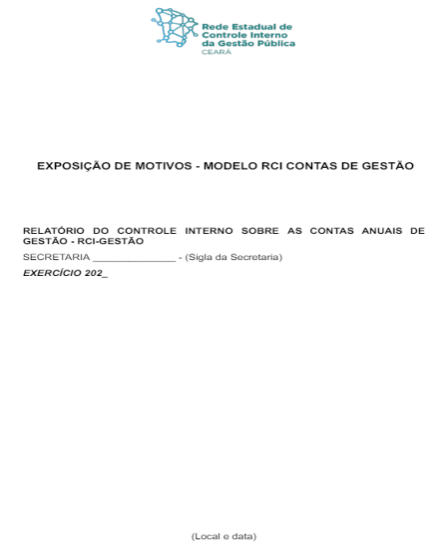 Rede Estadual de
Controle Interno
da Gestão Pública
CEARÁ
EXPOSIÇÃO DE MOTIVOS - MODELO RCI CONTAS DE GESTÃO
RELATÓRIO DO CONTROLE INTERNO SOBRE AS CONTAS ANUAIS DE
GESTÃO - RCI-GESTÃO
SECRETARIA _______________ - (Sigla da Secretaria)
EXERCÍCIO 202_
(Local e data)